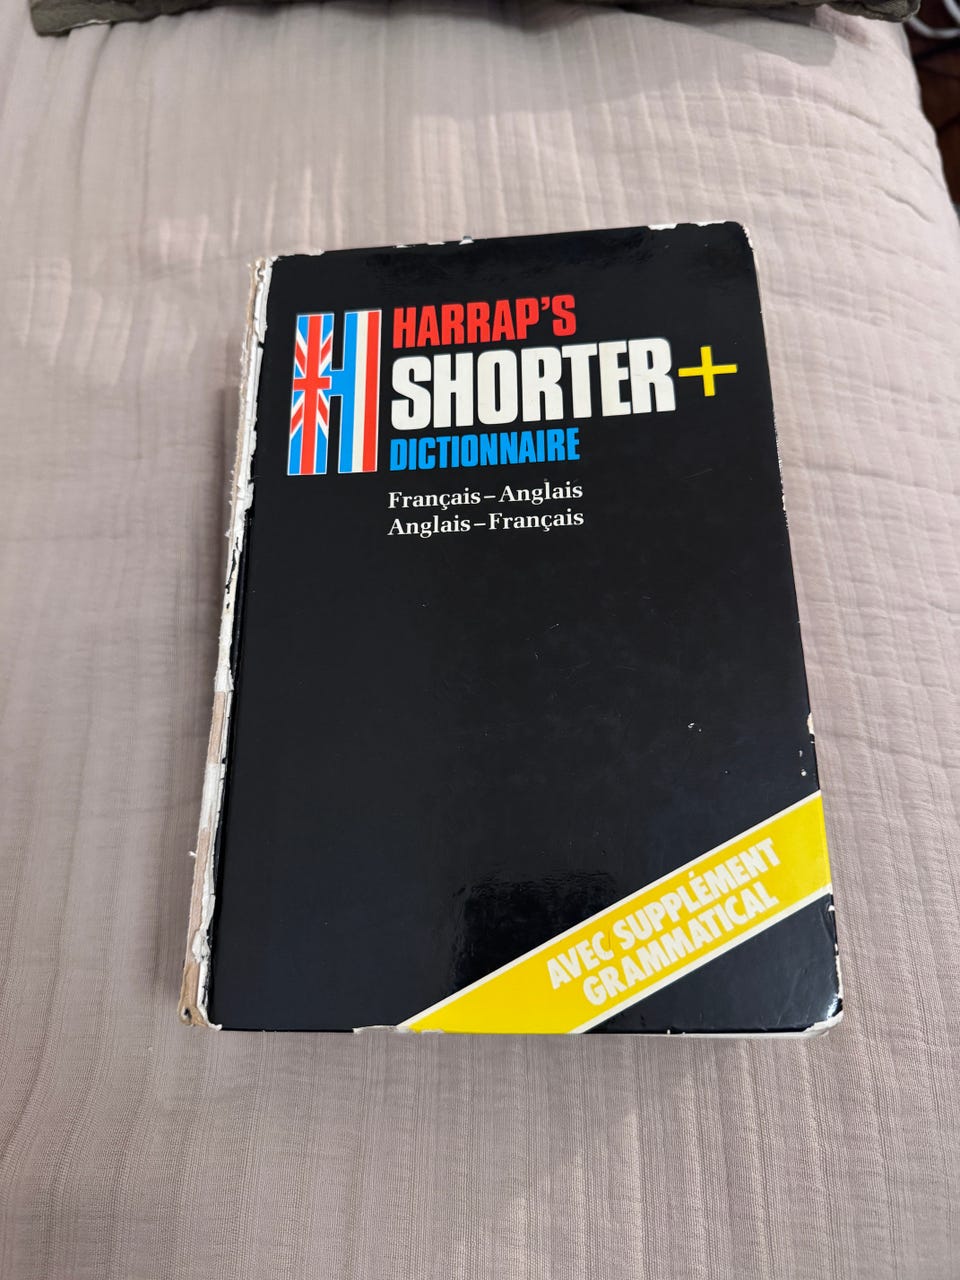 H
HARRAP'S
SHORTER+
DICTIONNAIRE
Français–Anglais
Anglais–Français
AVEC SUPPLÉMENT
GRAMMATICAL